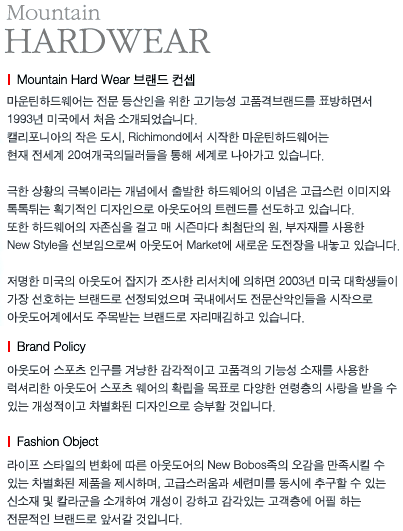 Mountain
HARDWEAR
Mountain Hard Wear 브랜드 컨셉
마운틴하드웨어는 전문 등산인을 위한 고기능성 고품격브랜드를 표방하면서
1993년 미국에서 처음 소개되었습니다.
캘리포니아의 작은 도시, Richimond에서 시작한 마운틴하드웨어는
현재 전세계 20여개국의딜러들을 통해 세계로 나아가고 있습니다.
극한 상황의 극복이라는 개념에서 출발한 하드웨어의 이념은 고급스런 이미지와
톡톡튀는 획기적인 디자인으로 아웃도어의 트렌드를 선도하고 있습니다.
또한 하드웨어의 자존심을 걸고 매 시즌마다 최첨단의 원, 부자재를 사용한
New Style을 선보임으로써 아웃도어 Market에 새로운 도전장을 내놓고 있습니다.
저명한 미국의 아웃도어 잡지가 조사한 리서치에 의하면 2003년 미국 대학생들이
가장 선호하는 브랜드로 선정되었으며 국내에서도 전문산악인들을 시작으로
아웃도어계에서도 주목받는 브랜드로 자리매김하고 있습니다.
Brand Policy
아웃도어 스포츠 인구를 겨냥한 감각적이고 고품격의 기능성 소재를 사용한
럭셔리한 아웃도어 스포츠 웨어의 확립을 목표로 다양한 연령층의 사랑을 받을 수
있는 개성적이고 차별화된 디자인으로 승부할 것입니다.
Fashion Object
라이프 스타일의 변화에 따른 아웃도어의 New Bobos족의 오감을 만족시킬 수
있는 차별화된 제품을 제시하며, 고급스러움과 세련미를 동시에 추구할 수 있는
신소재 및 칼라군을 소개하여 개성이 강하고 감각있는 고객층에 어필 하는
전문적인 브랜드로 앞서갈 것입니다.